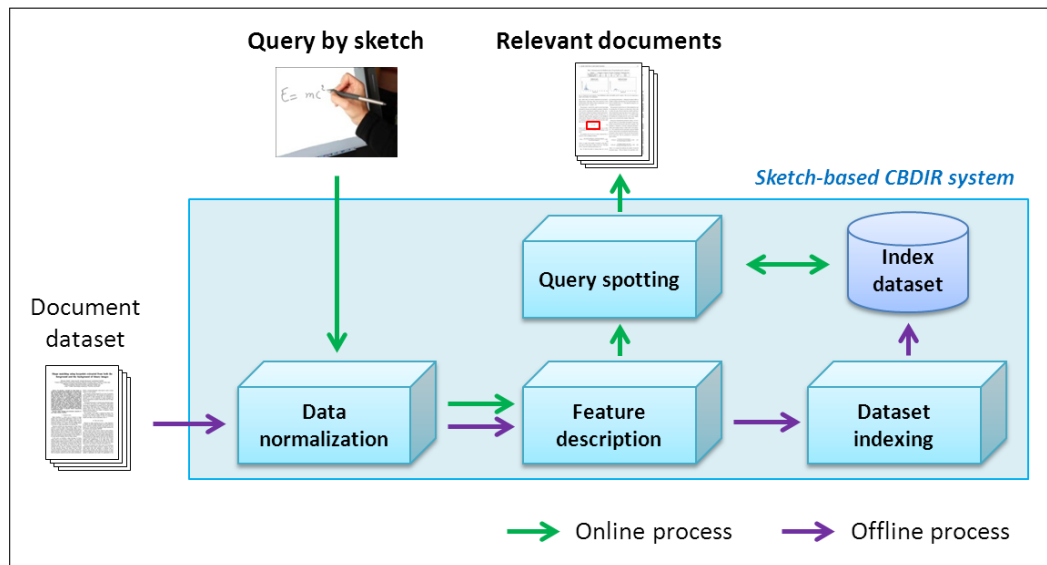 Query by sketch
Relevant documents
E = mc²
Sketch-based CBDIR system
Query spotting
Index
dataset
Document
dataset
Data
normalization
Feature
description
Dataset
indexing
Online process
Offline process